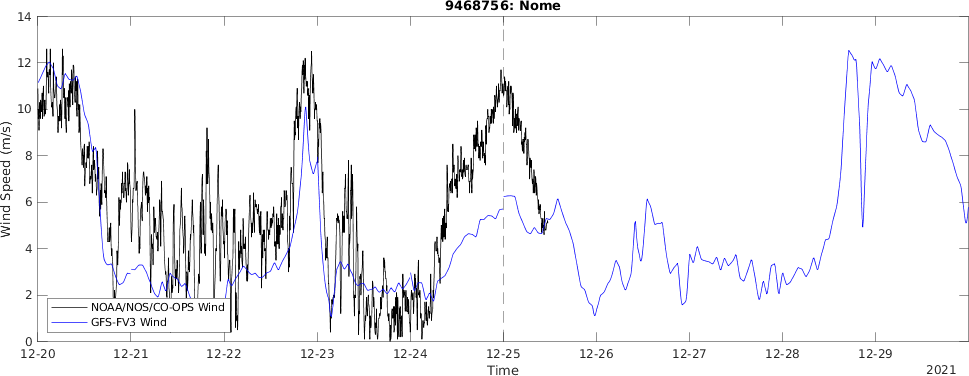 9468756: Nome
14
12
10
8
6
4
2
0
Wind Speed (m/s)
NOAA/NOS/CO-OPS Wind
GFS-FV3 Wind
12-20 12-21 12-22 12-23 12-24 12-25 12-26 12-27 12-28 12-29
Time
2021